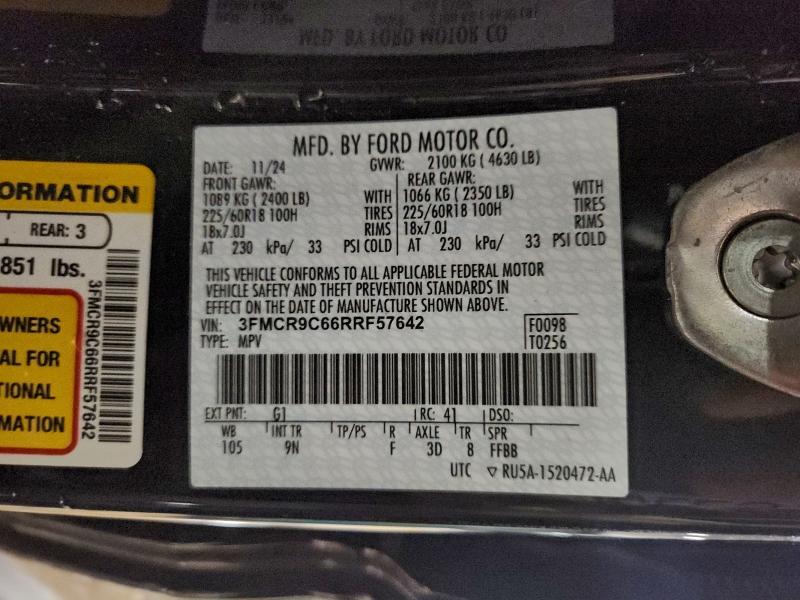 MFD. BY FORD MOTOR CO.
DATE: 11/24 GVWR: 2100 KG ( 4630 LB)
FRONT GAWR: REAR GAWR:
1089 KG ( 2400 LB) WITH 1066 KG ( 2350 LB) WITH
225/60R18 100H TIRES 225/60R18 100H TIRES
18x7.0J RIMS 18x7.0J RIMS
AT 230 kPa/ 33 PSI COLD AT 230 kPa/ 33 PSI COLD
THIS VEHICLE CONFORMS TO ALL APPLICABLE FEDERAL MOTOR
VEHICLE SAFETY AND THEFT PREVENTION STANDARDS IN
EFFECT ON THE DATE OF MANUFACTURE SHOWN ABOVE.
VIN: 3FMCR9C66RRF57642 F0098
TYPE: MPV T0256
EXT PNT: G1 RC: 41 DSO:
WB INT TR TP/PS R AXLE TR SPR
105 9N F 3D 8 FFBB
UTC ▽ RU5A-1520472-AA
ORMATION
REAR: 3
851 lbs.
WNERS
AL FOR
TIONAL
MATION
3FMCR9C66RRF57642
MFD. BY FORD MOTOR CO.